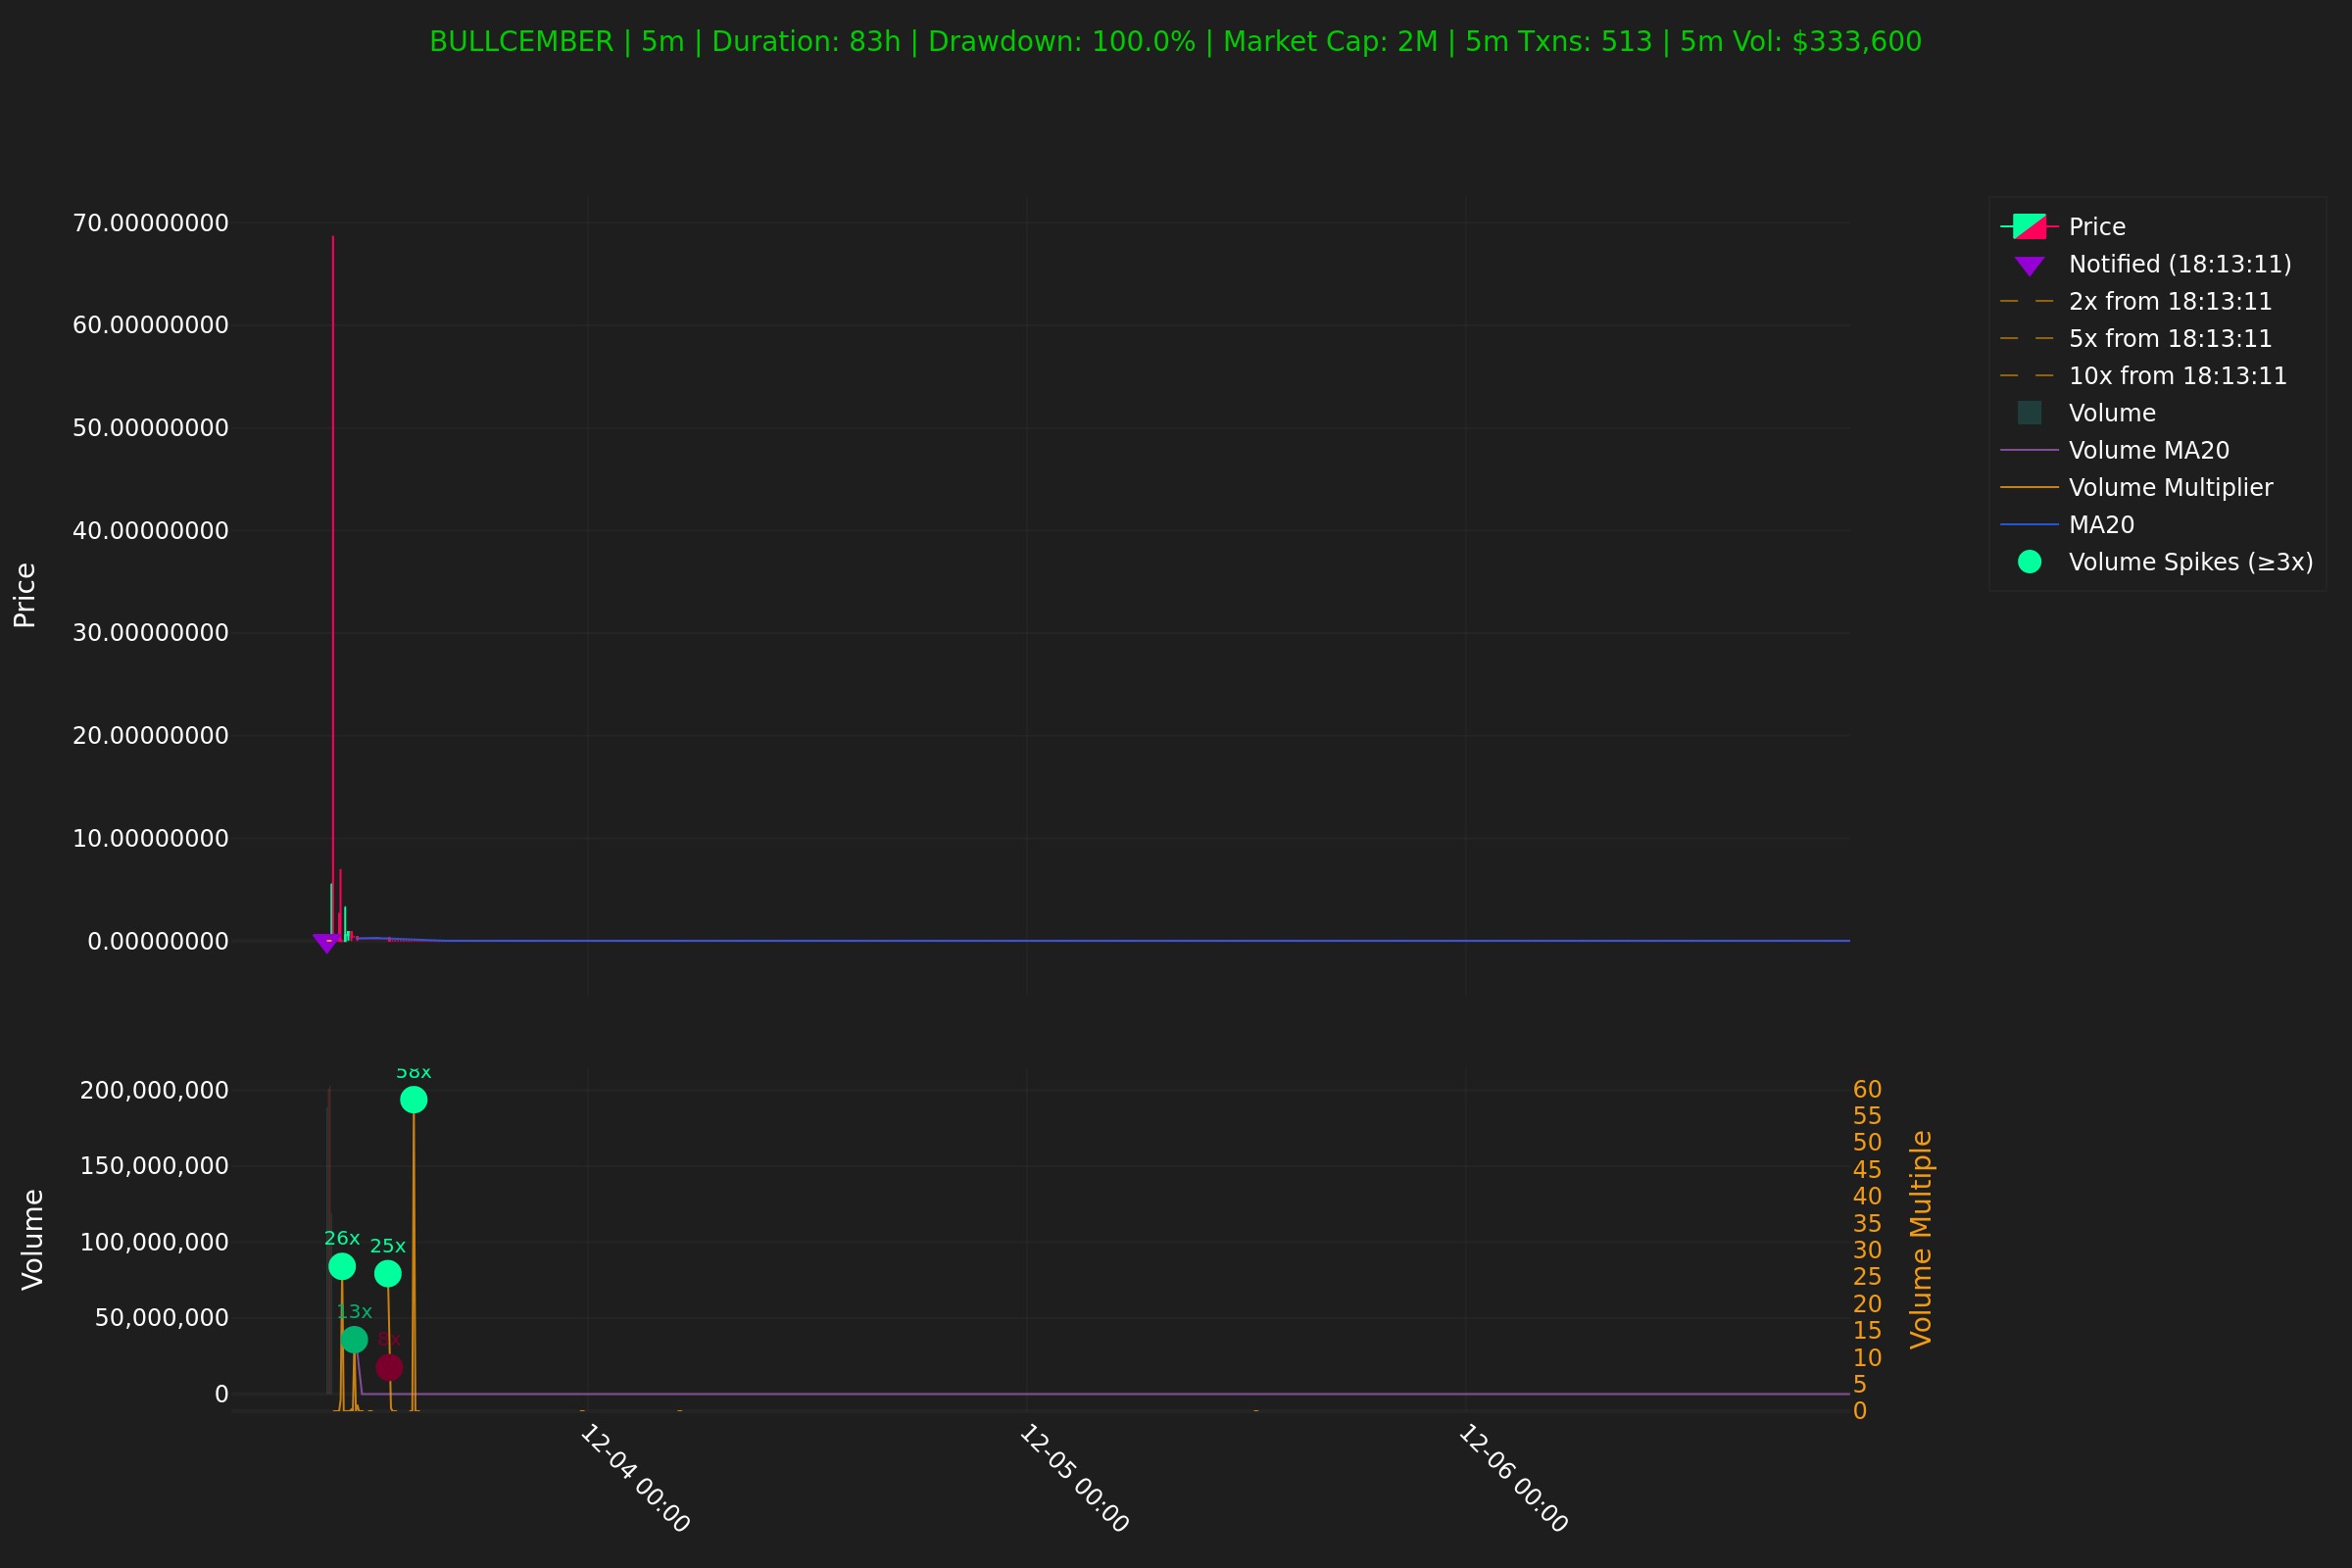 BULLCEMBER | 5m | Duration: 83h | Drawdown: 100.0% | Market Cap: 2M | 5m Txns: 513 | 5m Vol: $333,600
Price
70.00000000
60.00000000
50.00000000
40.00000000
30.00000000
20.00000000
10.00000000
0.00000000
Price
Notified (18:13:11)
2x from 18:13:11
5x from 18:13:11
10x from 18:13:11
Volume
Volume MA20
Volume Multiplier
MA20
Volume Spikes (≥3x)
Volume
200,000,000
150,000,000
100,000,000
50,000,000
0
58x
26x
25x
13x
8x
60
55
50
45
40
35
30
25
20
15
10
5
0
Volume Multiple
12-04 00:00
12-05 00:00
12-06 00:00